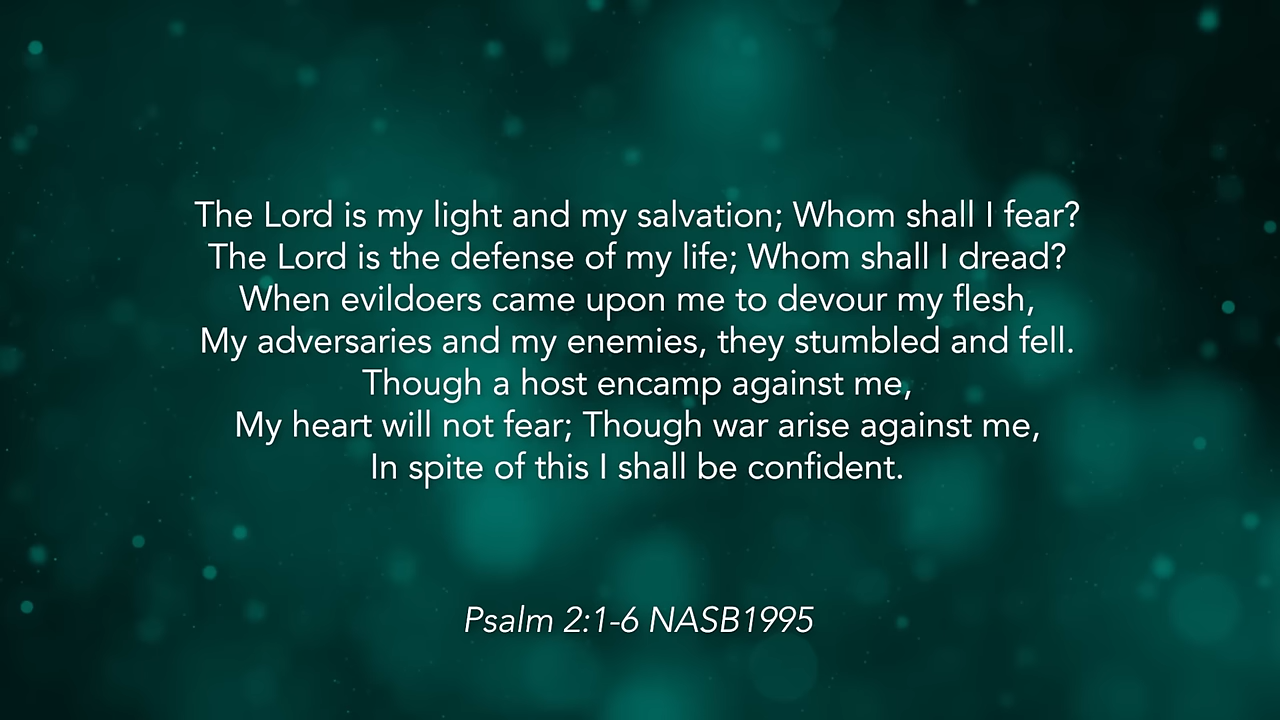 The Lord is my light and my salvation; Whom shall I fear?
The Lord is the defense of my life; Whom shall I dread?
When evildoers came upon me to devour my flesh,
My adversaries and my enemies, they stumbled and fell.
Though a host encamp against me,
My heart will not fear; Though war arise against me,
In spite of this I shall be confident.
Psalm 2:1-6 NASB1995